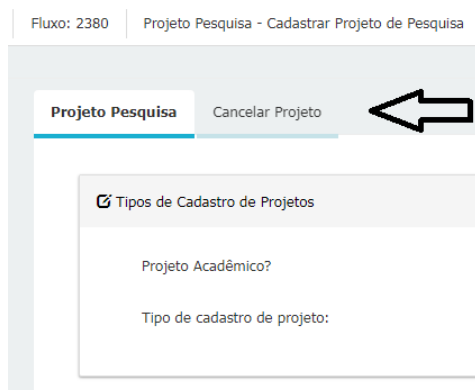 Fluxo: 2380 Projeto Pesquisa - Cadastrar Projeto de Pesquisa
Projeto Pesquisa Cancelar Projeto
Tipos de Cadastro de Projetos
Projeto Acadêmico?
Tipo de cadastro de projeto: